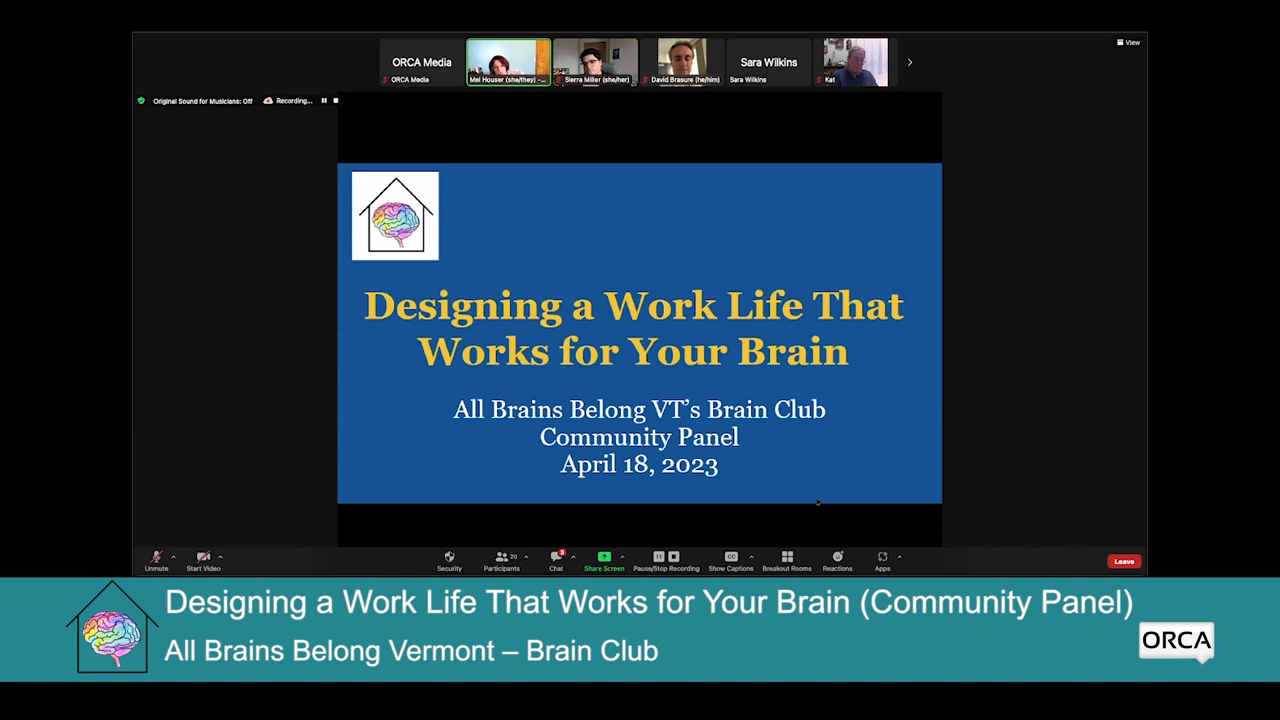 View
ORCA Media
Sara Wilkins
ORCA Media
Mel Houser (she/they) -...
Sierra Miller (she/her)
David Brasure (he/him)
Sara Wilkins
Kat
Original Sound for Musicians: Off
Recording...
Designing a Work Life That
Works for Your Brain
All Brains Belong VT's Brain Club
Community Panel
April 18, 2023
Unmute
Start Video
Security
20
Participants
3
Chat
Share Screen
Pause/Stop Recording
CC
Show Captions
Breakout Rooms
Reactions
Apps
Leave
Designing a Work Life That Works for Your Brain (Community Panel)
All Brains Belong Vermont – Brain Club
ORCA